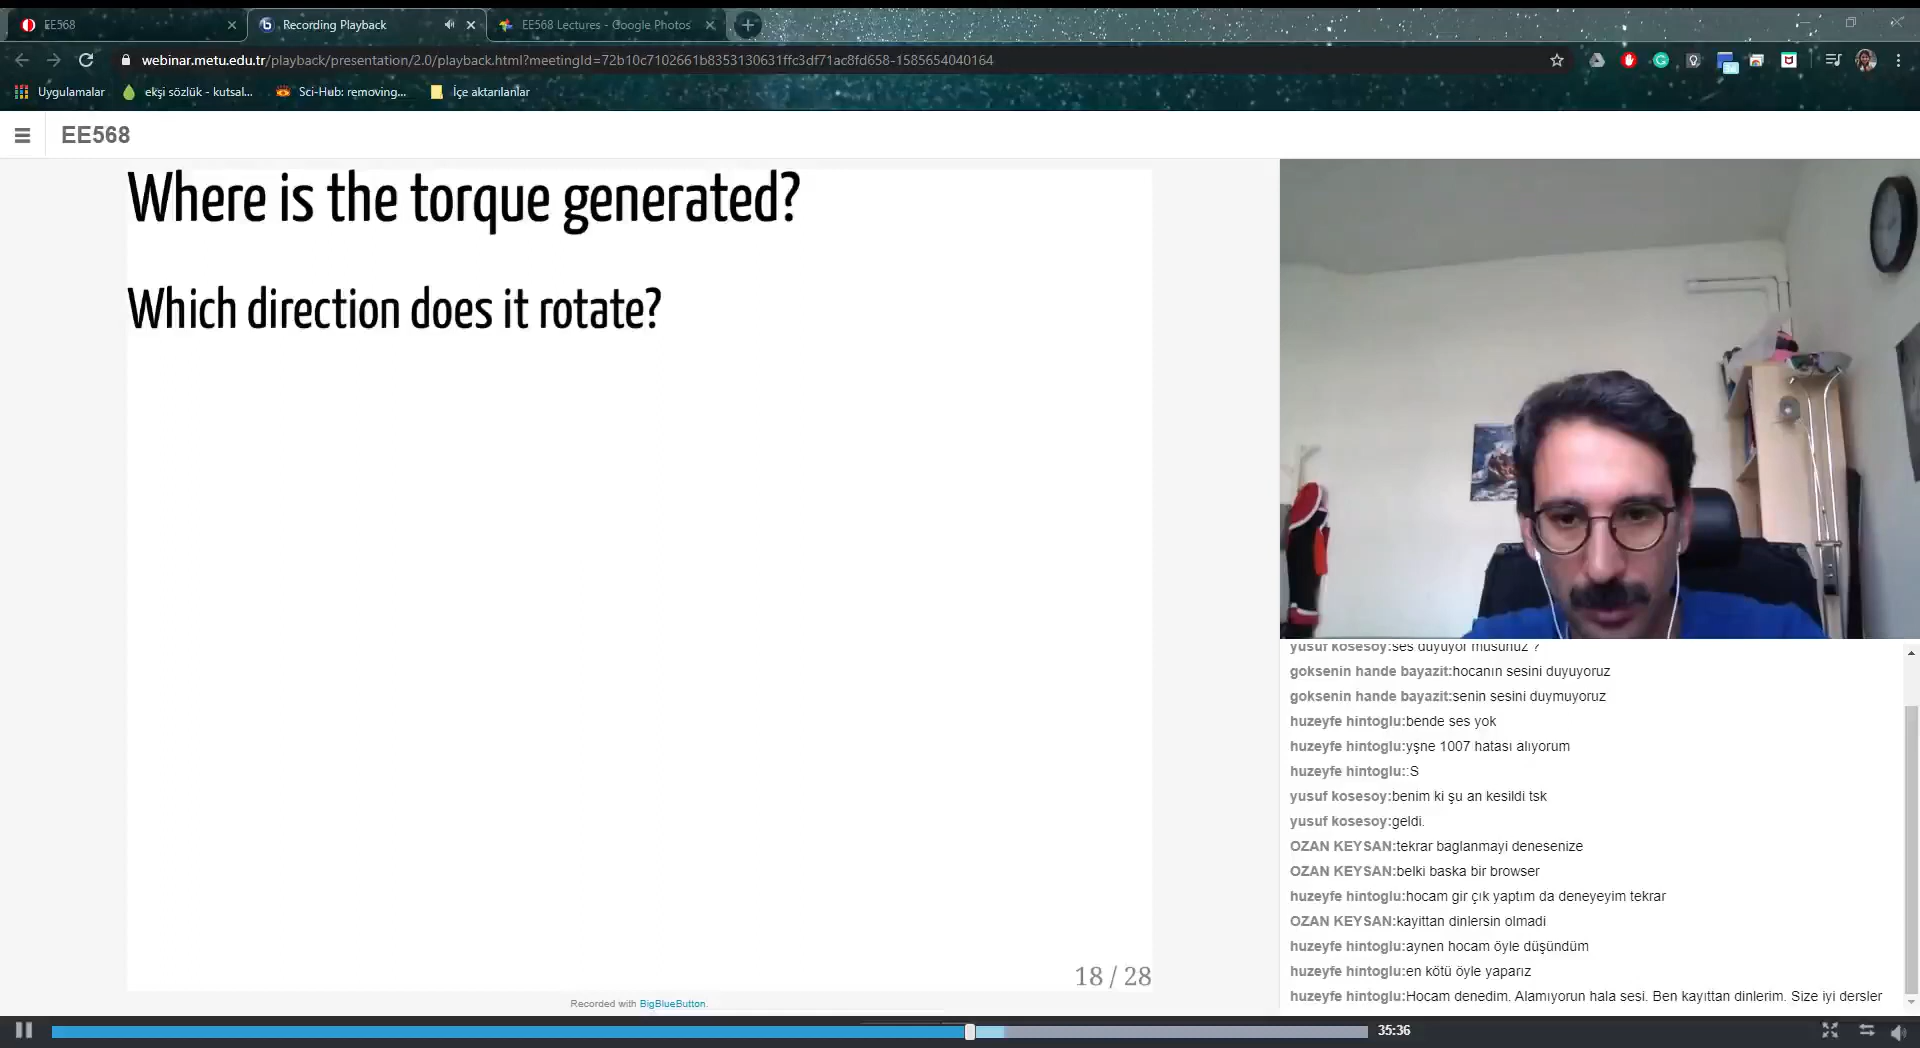 EE568
Recording Playback
EE568 Lectures - Google Photos
webinar.metu.edu.tr/playback/presentation/2.0/playback.html?meetingId=72b10c7102661b8353130631ffc3df71ac8fd658-1585654040164
Uygulamalar
ekşi sözlük - kutsal...
Sci-Hub: removing...
İçe aktarılanlar
EE568
Where is the torque generated?
Which direction does it rotate?
18 / 28
Recorded with BigBlueButton.
yusuf kosesoy:ses duyuyor musunuz ?
goksenin hande bayazit:hocanın sesini duyuyoruz
goksenin hande bayazit:senin sesini duymuyoruz
huzeyfe hintoglu:bende ses yok
huzeyfe hintoglu:yşne 1007 hatası alıyorum
huzeyfe hintoglu::S
yusuf kosesoy:benim ki şu an kesildi tsk
yusuf kosesoy:geldi.
OZAN KEYSAN:tekrar baglanmayi denesenize
OZAN KEYSAN:belki baska bir browser
huzeyfe hintoglu:hocam gir çık yaptım da deneyeyim tekrar
OZAN KEYSAN:kayittan dinlersin olmadi
huzeyfe hintoglu:aynen hocam öyle düşündüm
huzeyfe hintoglu:en kötü öyle yaparız
huzeyfe hintoglu:Hocam denedim. Alamıyorun hala sesi. Ben kayıttan dinlerim. Size iyi dersler
35:36